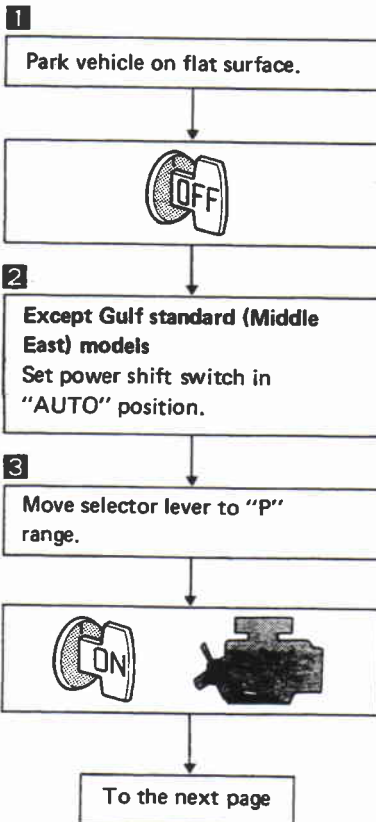 1
Park vehicle on flat surface.
OFF
2
Except Gulf standard (Middle
East) models
Set power shift switch in
"AUTO" position.
3
Move selector lever to "P"
range.
ON
To the next page